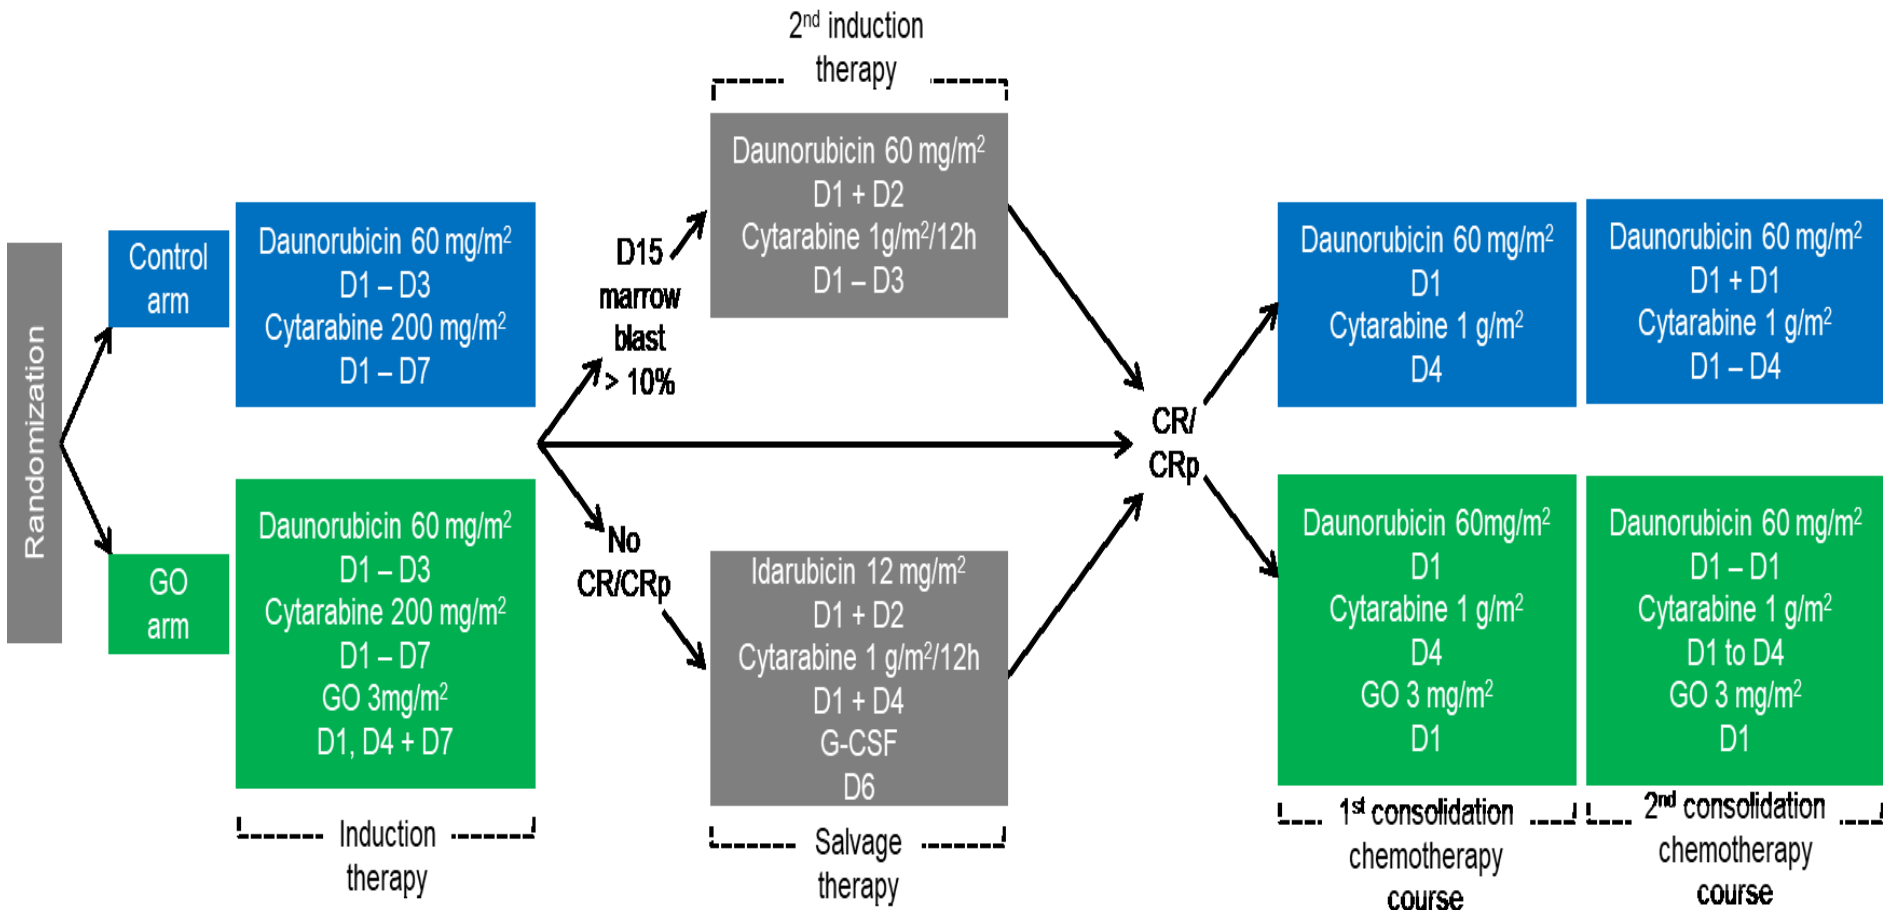 Randomization
Control
arm
GO
arm
Daunorubicin 60 mg/m²
D1 – D3
Cytarabine 200 mg/m²
D1 – D7
Daunorubicin 60 mg/m²
D1 – D3
Cytarabine 200 mg/m²
D1 – D7
GO 3mg/m²
D1, D4 + D7
Induction
therapy
D15
marrow
blast
> 10%
No
CR/CRp
2nd induction
therapy
Daunorubicin 60 mg/m²
D1 + D2
Cytarabine 1g/m²/12h
D1 – D3
Idarubicin 12 mg/m²
D1 + D2
Cytarabine 1 g/m²/12h
D1 + D4
G-CSF
D6
Salvage
therapy
CR/
CRp
Daunorubicin 60 mg/m²
D1
Cytarabine 1 g/m²
D4
Daunorubicin 60 mg/m²
D1 + D1
Cytarabine 1 g/m²
D1 – D4
Daunorubicin 60mg/m²
D1
Cytarabine 1 g/m²
D4
GO 3 mg/m²
D1
Daunorubicin 60 mg/m²
D1 – D1
Cytarabine 1 g/m²
D1 to D4
GO 3 mg/m²
D1
1st consolidation
chemotherapy
course
2nd consolidation
chemotherapy
course